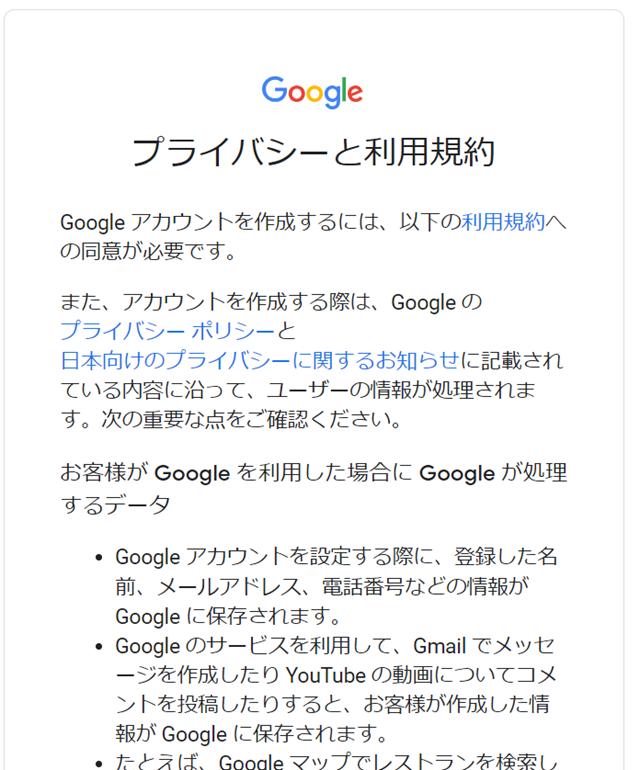 Google
プライバシーと利用規約
Google アカウントを作成するには、以下の利用規約へ
の同意が必要です。
また、アカウントを作成する際は、Google の
プライバシー ポリシーと
日本向けのプライバシーに関するお知らせに記載され
ている内容に沿って、ユーザーの情報が処理されま
す。次の重要な点をご確認ください。
お客様が Google を利用した場合に Google が処理
するデータ
• Google アカウントを設定する際に、登録した名
前、メールアドレス、電話番号などの情報が
Google に保存されます。
• Google のサービスを利用して、Gmail でメッセ
ージを作成したり YouTube の動画についてコメ
ントを投稿したりすると、お客様が作成した情
報が Google に保存されます。
• たとえば、Google マップでレストランを検索し